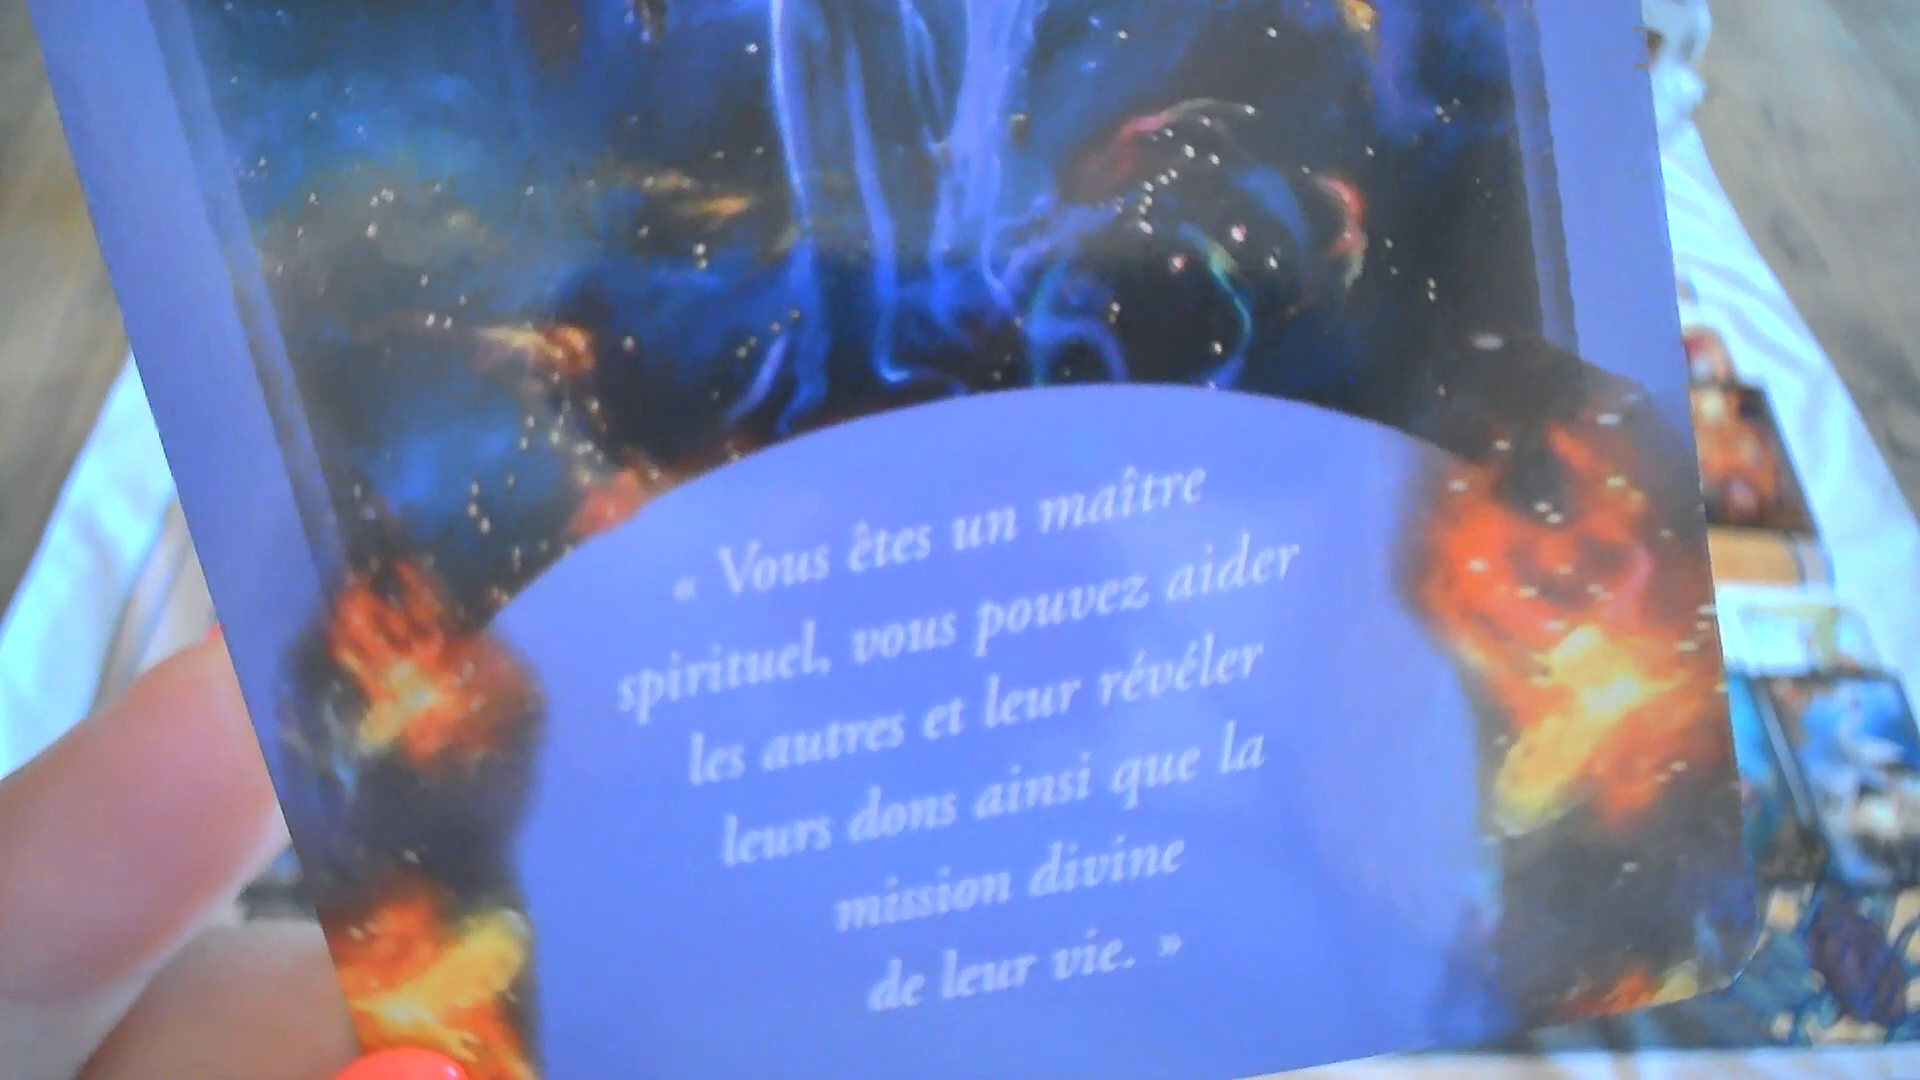 « Vous êtes un maître
spirituel, vous pouvez aider
les autres et leur révéler
leurs dons ainsi que la
mission divine
de leur vie. »